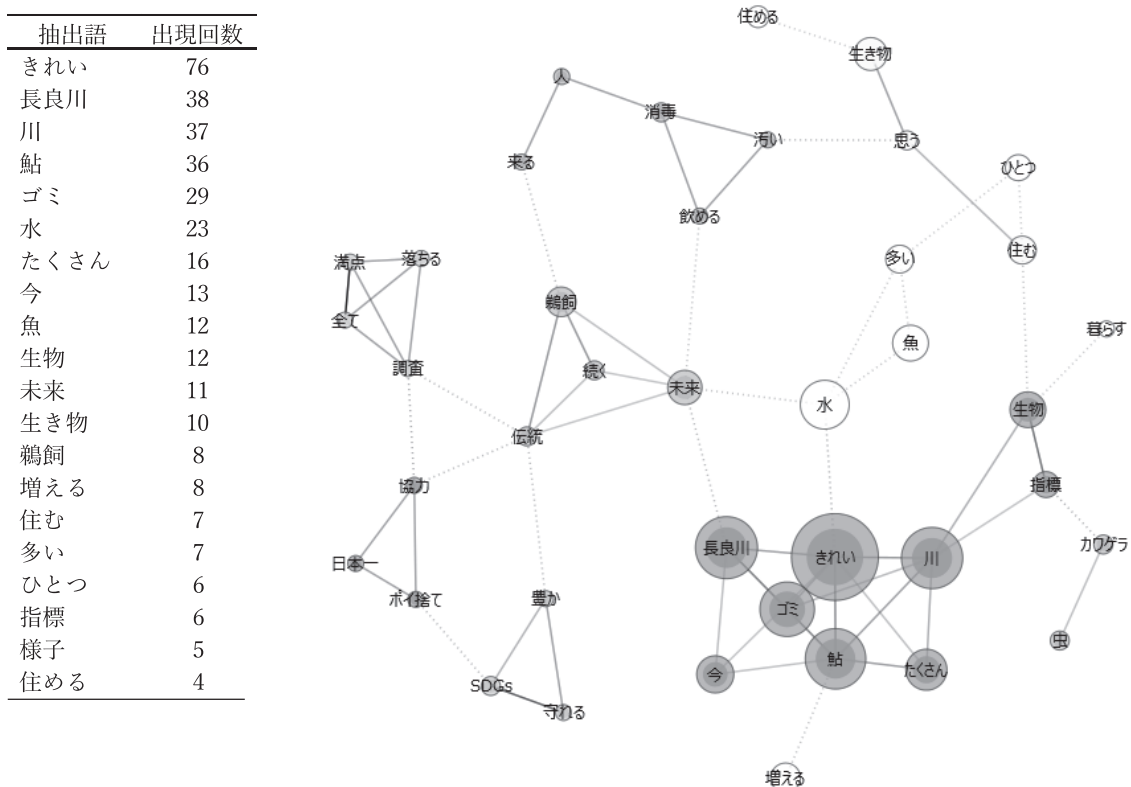 抽出語 出現回数
きれい 76
長良川 38
川 37
鮎 36
ゴミ 29
水 23
たくさん 16
今 13
魚 12
生物 12
未来 11
生き物 10
鵜飼 8
増える 8
住む 7
多い 7
ひとつ 6
指標 6
様子 5
住める 4
住める
生き物
人
消毒
汚い
思う
来る
ひとつ
飲める
住む
多い
満点
落ちる
鵜飼
全て
暮らす
魚
調査
続く
未来
水
生物
伝統
協力
指標
長良川
きれい
川
カワゲラ
日本一
ポイ捨て
豊か
ゴミ
虫
鮎
たくさん
今
SDGs
守れる
増える